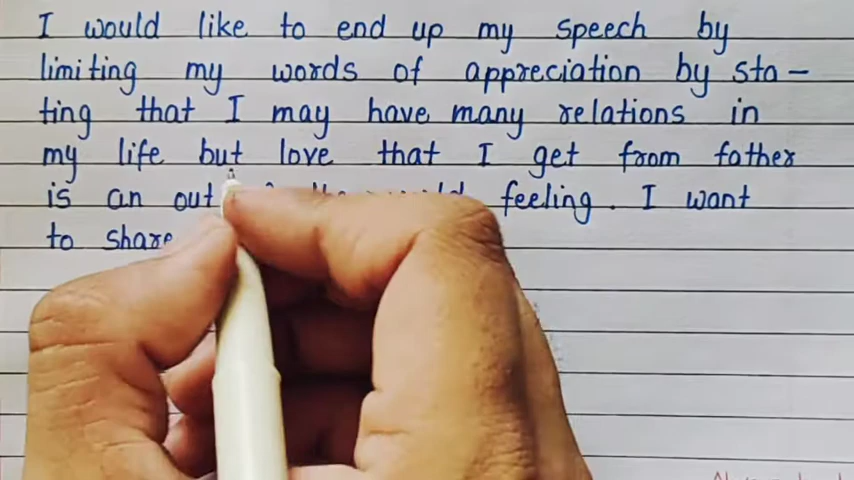 I would like to end up my speech by
limiting my words of appreciation by sta-
ting that I may have many relations in
my life but love that I get from father
is an out feeling. I want
to share